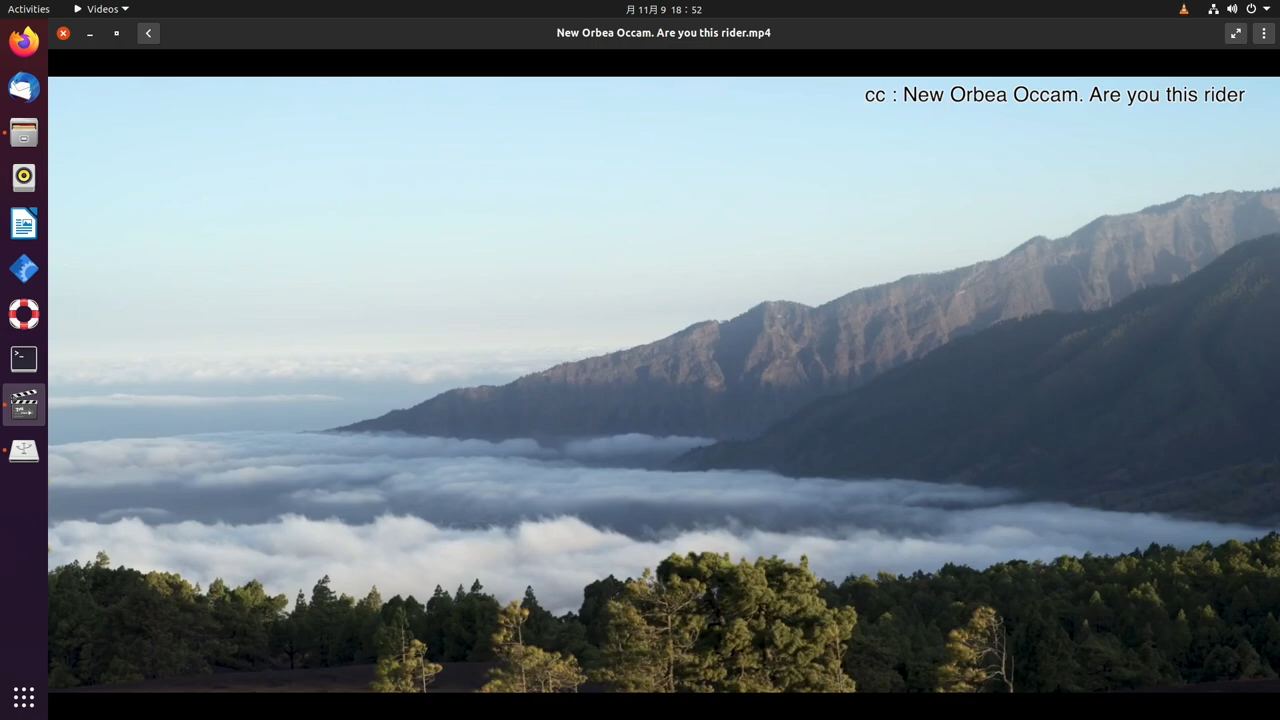 Activities
Videos
月 11月 9 18：52
New Orbea Occam. Are you this rider.mp4
cc : New Orbea Occam. Are you this rider